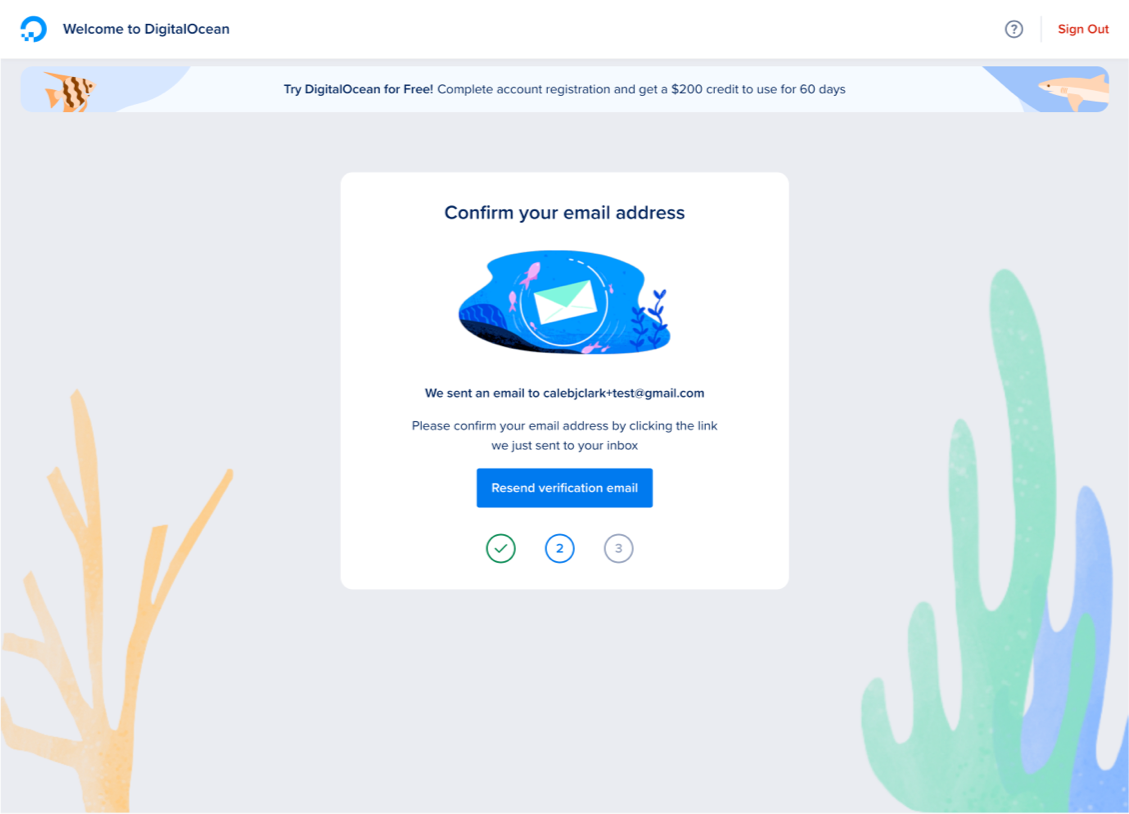 Welcome to DigitalOcean
?
Sign Out
Try DigitalOcean for Free! Complete account registration and get a $200 credit to use for 60 days
Confirm your email address
We sent an email to calebjclark+test@gmail.com
Please confirm your email address by clicking the link
we just sent to your inbox
Resend verification email
2
3